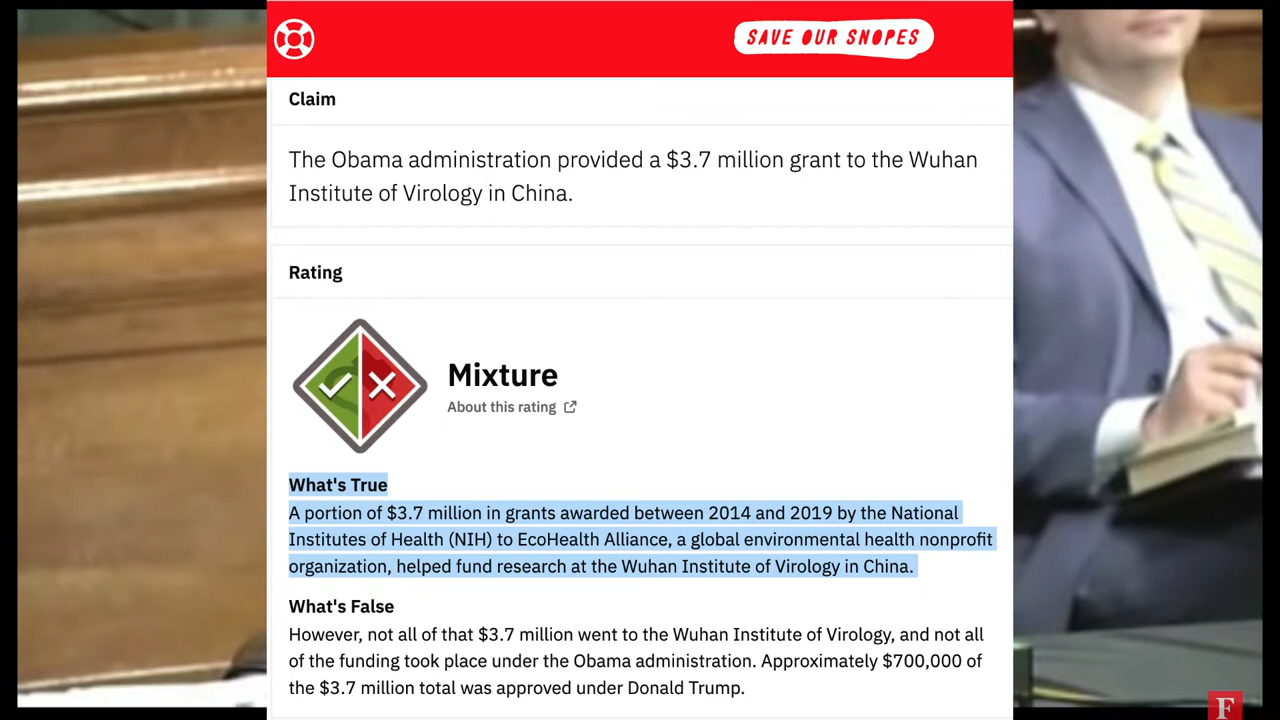 SAVE OUR SNOPES
Claim
The Obama administration provided a $3.7 million grant to the Wuhan
Institute of Virology in China.
Rating
Mixture
About this rating
What's True
A portion of $3.7 million in grants awarded between 2014 and 2019 by the National
Institutes of Health (NIH) to EcoHealth Alliance, a global environmental health nonprofit
organization, helped fund research at the Wuhan Institute of Virology in China.
What's False
However, not all of that $3.7 million went to the Wuhan Institute of Virology, and not all
of the funding took place under the Obama administration. Approximately $700,000 of
the $3.7 million total was approved under Donald Trump.
F